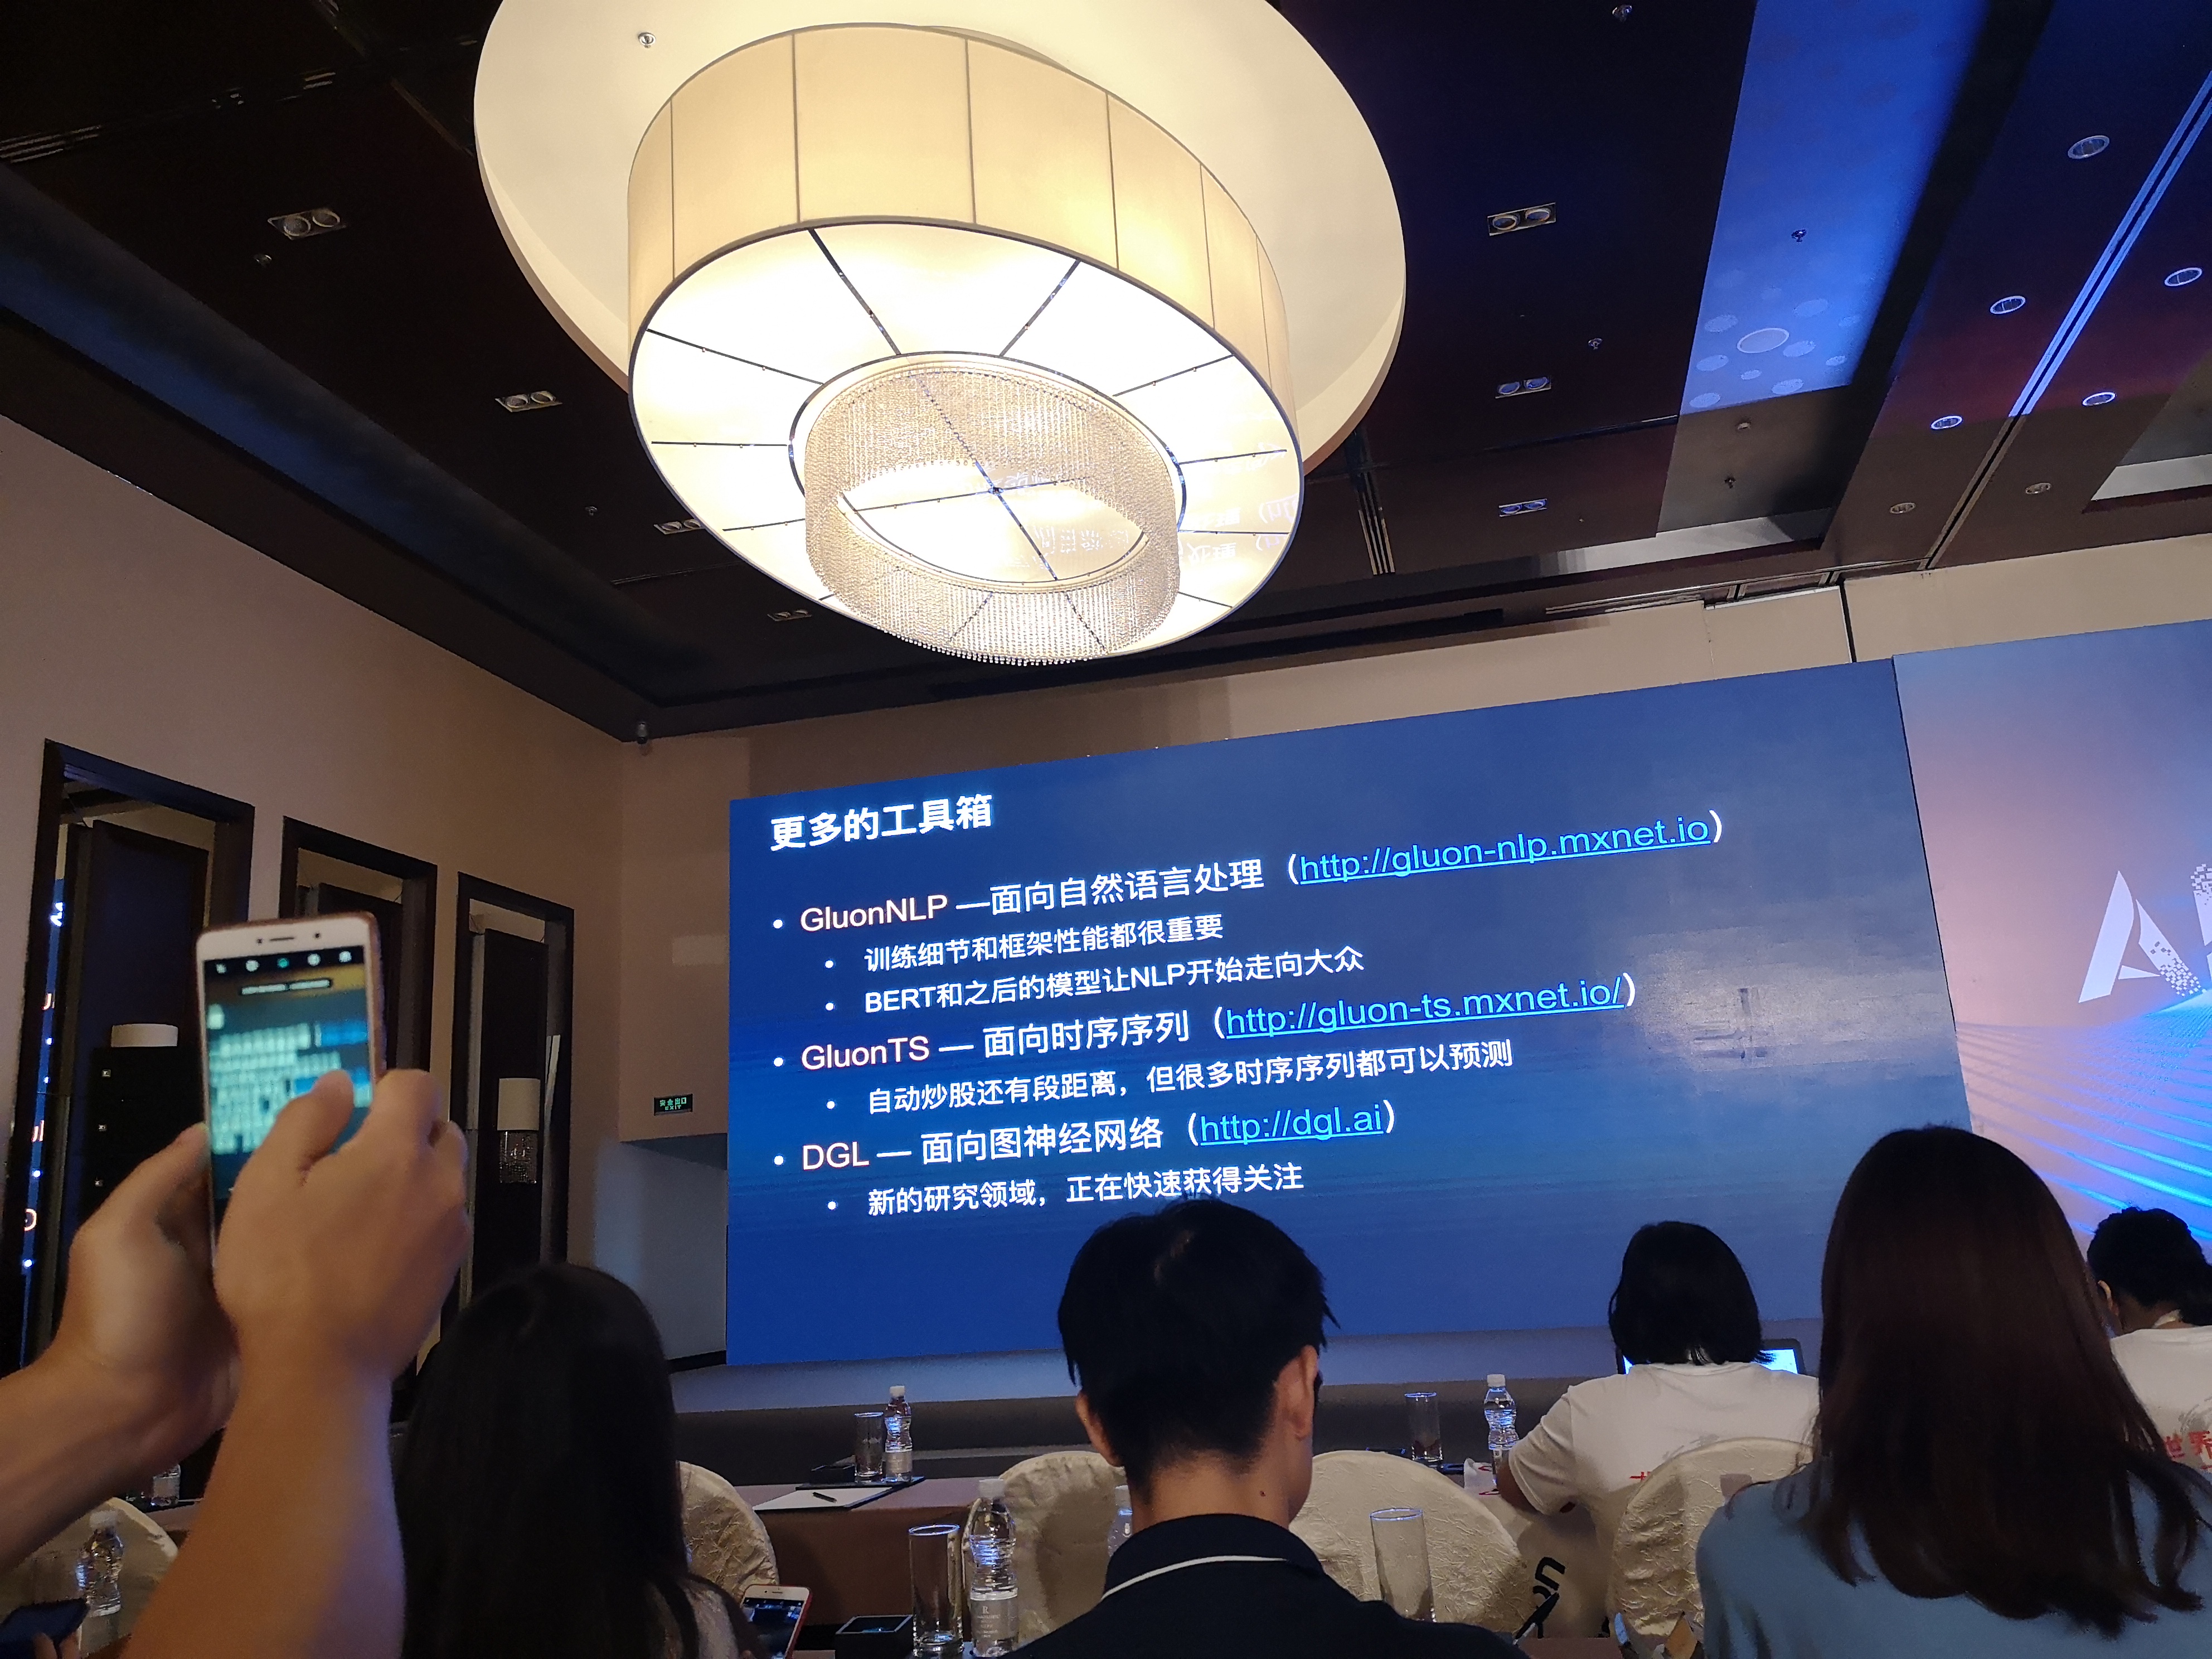 更多的工具箱
• GluonNLP —面向自然语言处理（http://gluon-nlp.mxnet.io）
• 训练细节和框架性能都很重要
• BERT和之后的模型让NLP开始走向大众
• GluonTS — 面向时序序列（http://gluon-ts.mxnet.io/）
• 自动炒股还有段距离，但很多时序序列都可以预测
• DGL — 面向图神经网络（http://dgl.ai）
• 新的研究领域，正在快速获得关注
安全出口
EXIT
世界